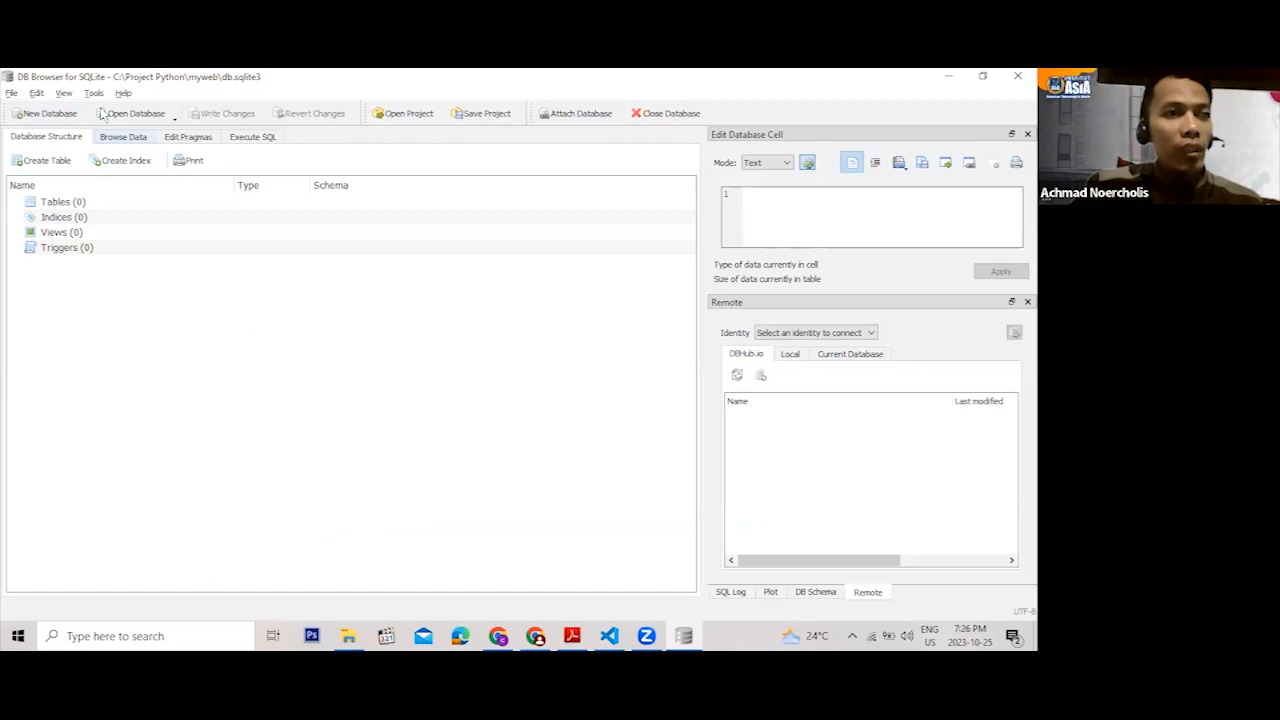 DB Browser for SQLite - C:\Project Python\myweb\db.sqlite3
File Edit View Tools Help
New Database Open Database Write Changes Revert Changes Open Project Save Project Attach Database Close Database
Database Structure Browse Data Edit Pragmas Execute SQL
Create Table Create Index Print
Name Type Schema
Tables (0)
Indices (0)
Views (0)
Triggers (0)
Edit Database Cell
Mode: Text
1
Type of data currently in cell
Size of data currently in table
Apply
Remote
Identity Select an identity to connect
DBHub.io Local Current Database
Name Last modified
SQL Log Plot DB Schema Remote
UTF-8
Type here to search
24°C
ENG
US
7:26 PM
2023-10-25
2
ASIA
Achmad Noercholis